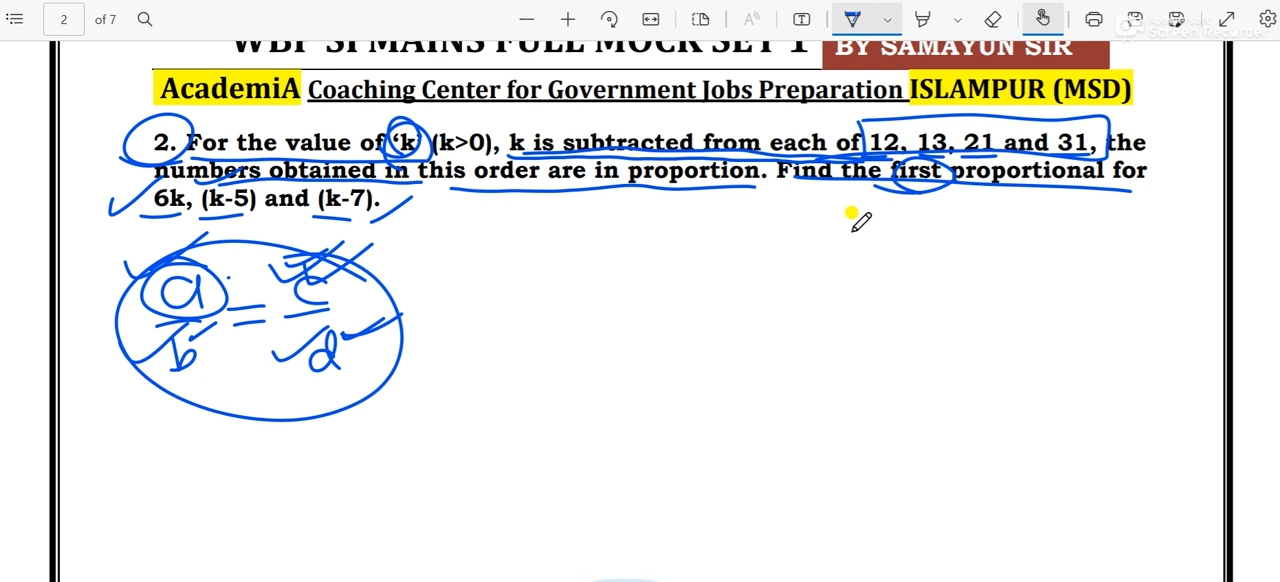 2 of 7
WBP SI MAINS FULL MOCK SET 1 BY SAMAYUN SIR
AcademiA Coaching Center for Government Jobs Preparation ISLAMPUR (MSD)
2. For the value of 'k' (k>0), k is subtracted from each of 12, 13, 21 and 31, the
numbers obtained in this order are in proportion. Find the first proportional for
6k, (k-5) and (k-7).
a = c
b d